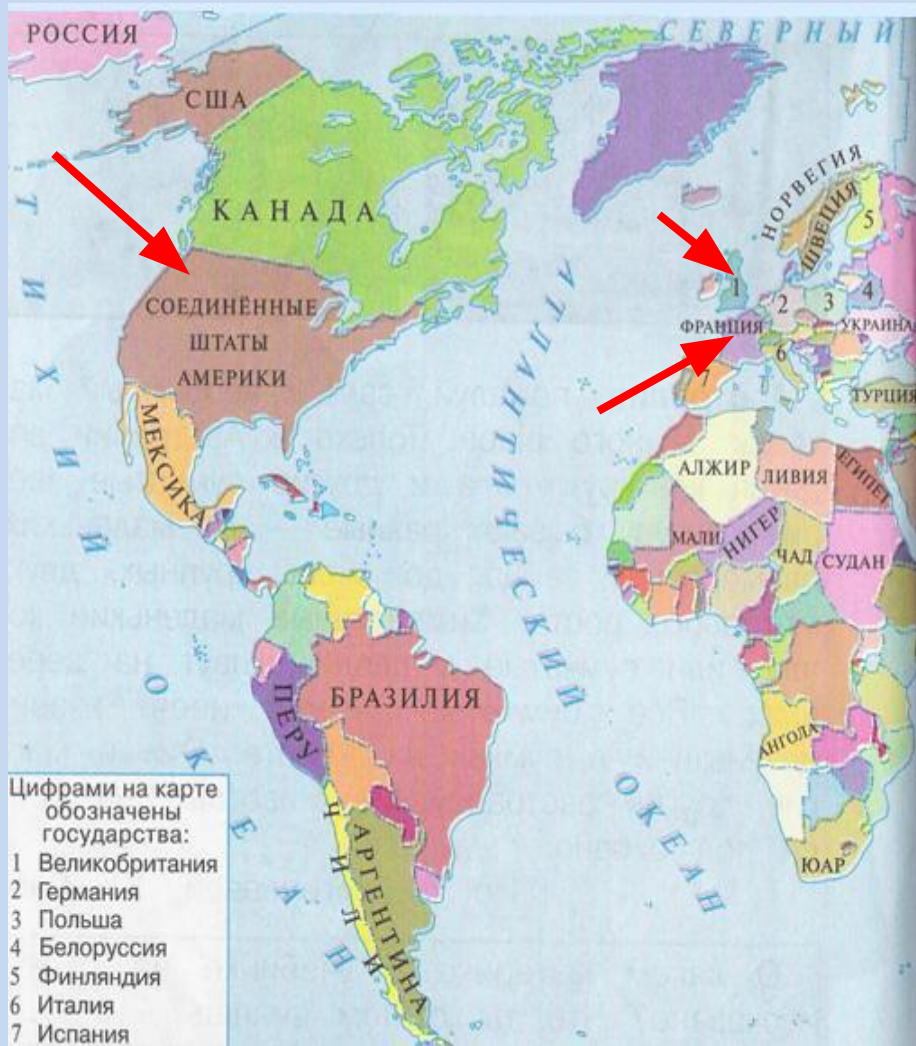 РОССИЯ
СЕВЕРНЫЙ
США
КАНАДА
НОРВЕГИЯ
ШВЕЦИЯ
5
1
2
3
4
СОЕДИНЁННЫЕ
ШТАТЫ
АМЕРИКИ
ФРАНЦИЯ
УКРАИНА
6
7
ТУРЦИЯ
МЕКСИКА
АТЛАНТИЧЕСКИЙ
ОКЕАН
АЛЖИР
ЛИВИЯ
ЕГИПЕТ
МАЛИ
НИГЕР
ЧАД
СУДАН
ТИХИЙ
ОКЕАН
ПЕРУ
БРАЗИЛИЯ
АНГОЛА
ЧИЛИ
АРГЕНТИНА
ЮАР
Цифрами на карте
обозначены
государства:
1 Великобритания
2 Германия
3 Польша
4 Белоруссия
5 Финляндия
6 Италия
7 Испания